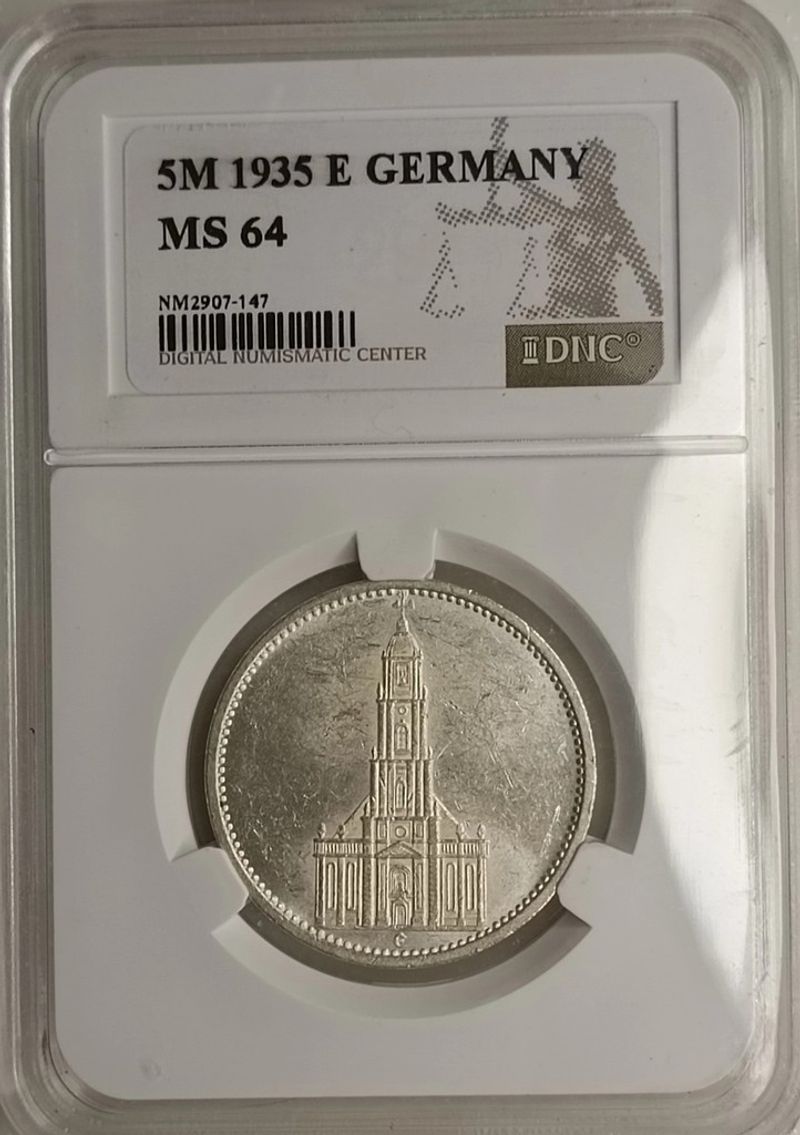 5M 1935 E GERMANY
MS 64
NM2907-147
DIGITAL NUMISMATIC CENTER
DNC®